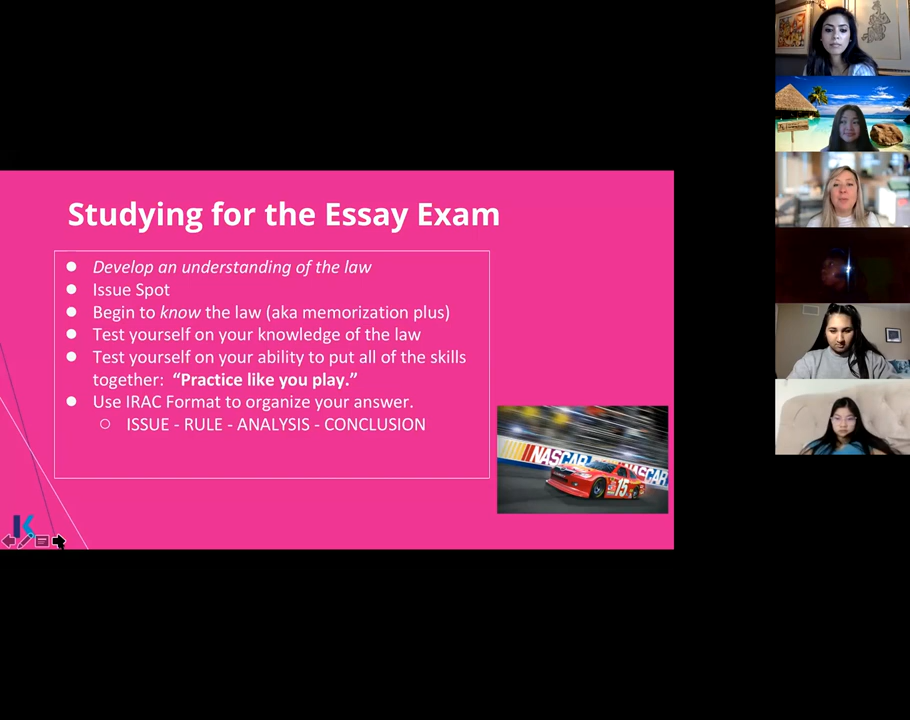 Studying for the Essay Exam
● Develop an understanding of the law
● Issue Spot
● Begin to know the law (aka memorization plus)
● Test yourself on your knowledge of the law
● Test yourself on your ability to put all of the skills
together: “Practice like you play.”
● Use IRAC Format to organize your answer.
○ ISSUE - RULE - ANALYSIS - CONCLUSION
NASCAR
NASCAR
15
K